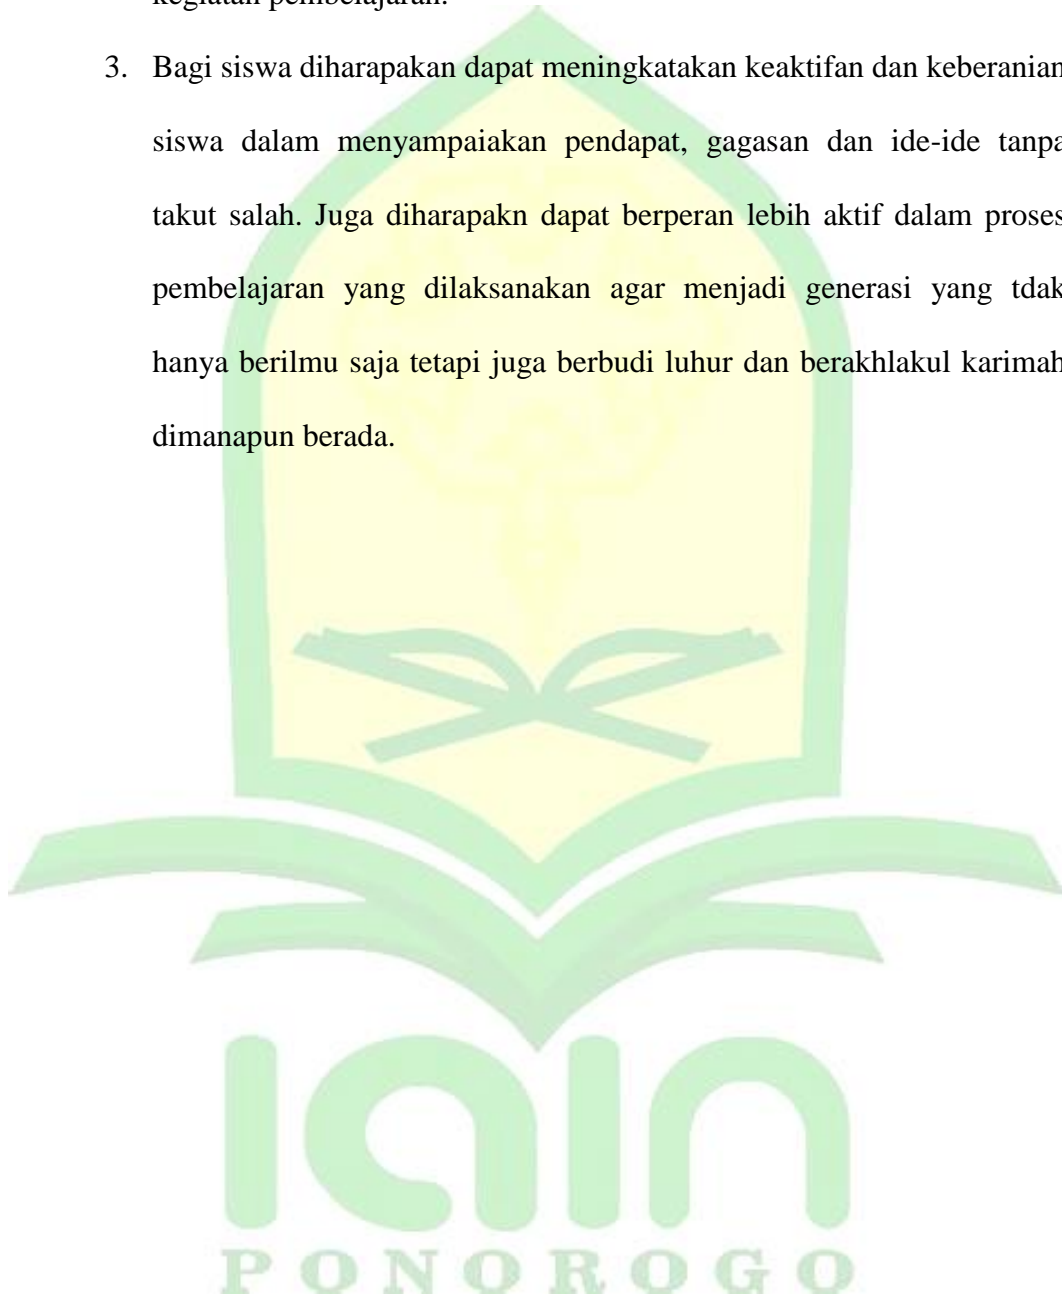 kegiatan pembelajaran.
3. Bagi siswa diharapakan dapat meningkatakan keaktifan dan keberanian
siswa dalam menyampaiakan pendapat, gagasan dan ide-ide tanpa
takut salah. Juga diharapakn dapat berperan lebih aktif dalam proses
pembelajaran yang dilaksanakan agar menjadi generasi yang tdak
hanya berilmu saja tetapi juga berbudi luhur dan berakhlakul karimah
dimanapun berada.
iain
PONOROGO